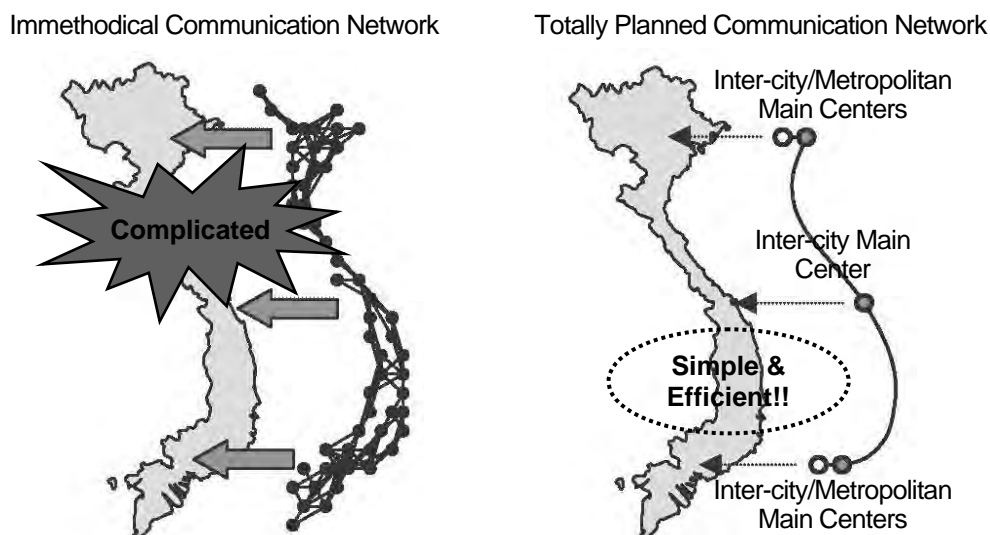 Immethodical Communication Network
Totally Planned Communication Network
Inter-city/Metropolitan
Main Centers
Complicated
Inter-city Main
Center
Simple &
Efficient!!
Inter-city/Metropolitan
Main Centers